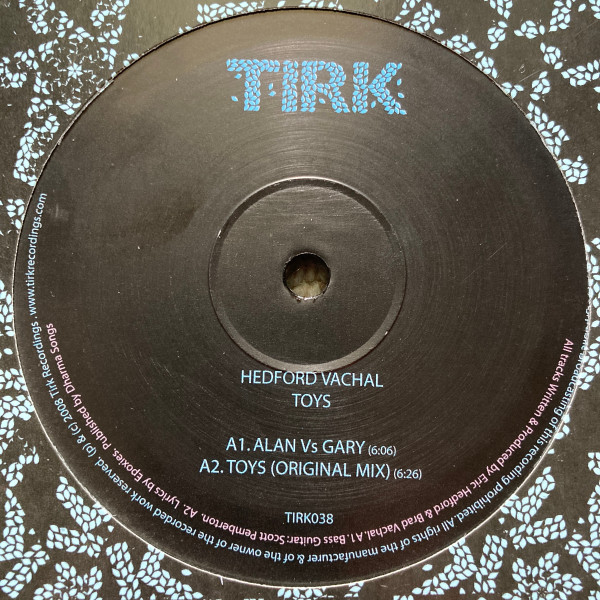 TIRK
HEDFORD VACHAL
TOYS
A1. ALAN Vs GARY (6:06)
A2. TOYS (ORIGINAL MIX) (6:26)
TIRK038
All tracks Written & Produced by Eric Hedford & Brad Vachal. A1. Bass Guitar: Scott Pemberton. A2. Lyrics by Epoxies. Published by Dharma Songs
broadcasting of this recording prohibited. All rights of the manufacturer & of the owner of the recorded work reserved (p) & (c) 2008 Tirk Recordings . www.tirkrecordings.com